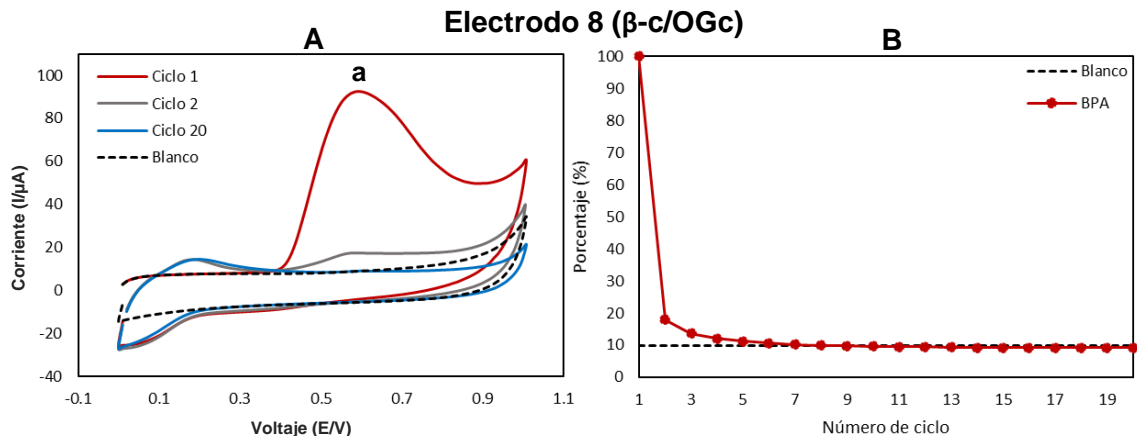 Electrodo 8 (β-c/OGc)
A
a
Ciclo 1
Ciclo 2
Ciclo 20
Blanco
Corriente (I/μA)
100
80
60
40
20
0
-20
-40
-0.1
0.1
0.3
0.5
0.7
0.9
1.1
Voltaje (E/V)
B
Blanco
BPA
Porcentaje (%)
100
90
80
70
60
50
40
30
20
10
0
1
3
5
7
9
11
13
15
17
19
Número de ciclo